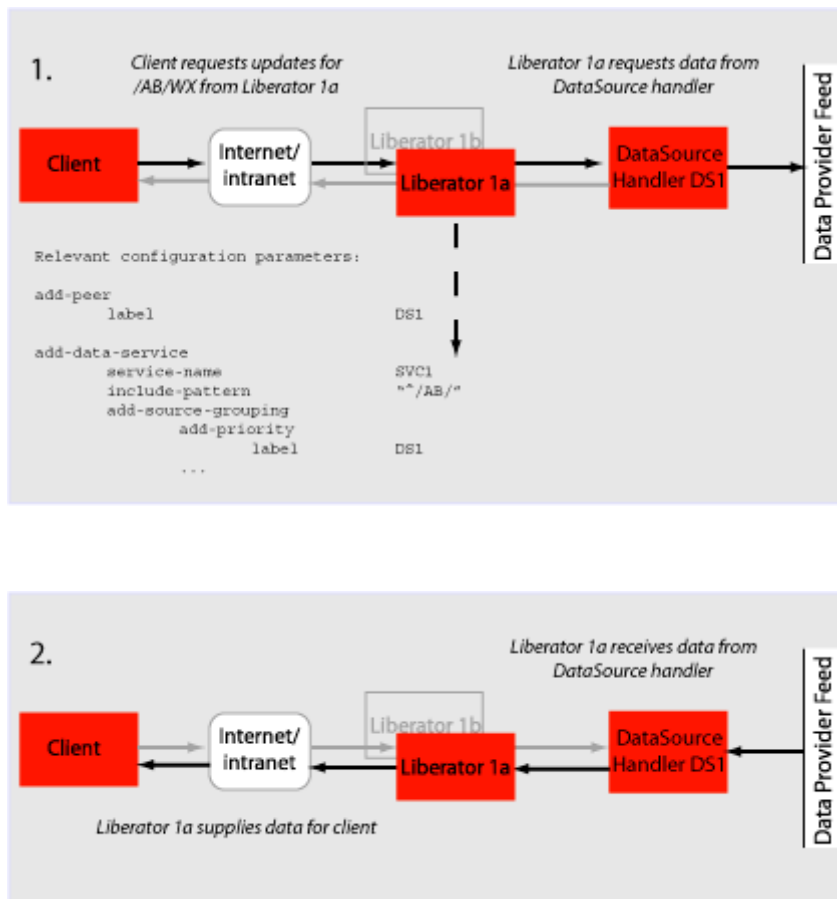 1.
Client requests updates for
/AB/WX from Liberator 1a
Liberator 1a requests data from
DataSource handler
Client
Internet/
intranet
Liberator 1b
Liberator 1a
DataSource
Handler DS1
Data Provider Feed
Relevant configuration parameters:
add-peer
label DS1
add-data-service
service-name SVC1
include-pattern "^/AB/"
add-source-grouping
add-priority
label DS1
...
2.
Liberator 1a receives data from
DataSource handler
Client
Internet/
intranet
Liberator 1b
Liberator 1a
DataSource
Handler DS1
Data Provider Feed
Liberator 1a supplies data for client